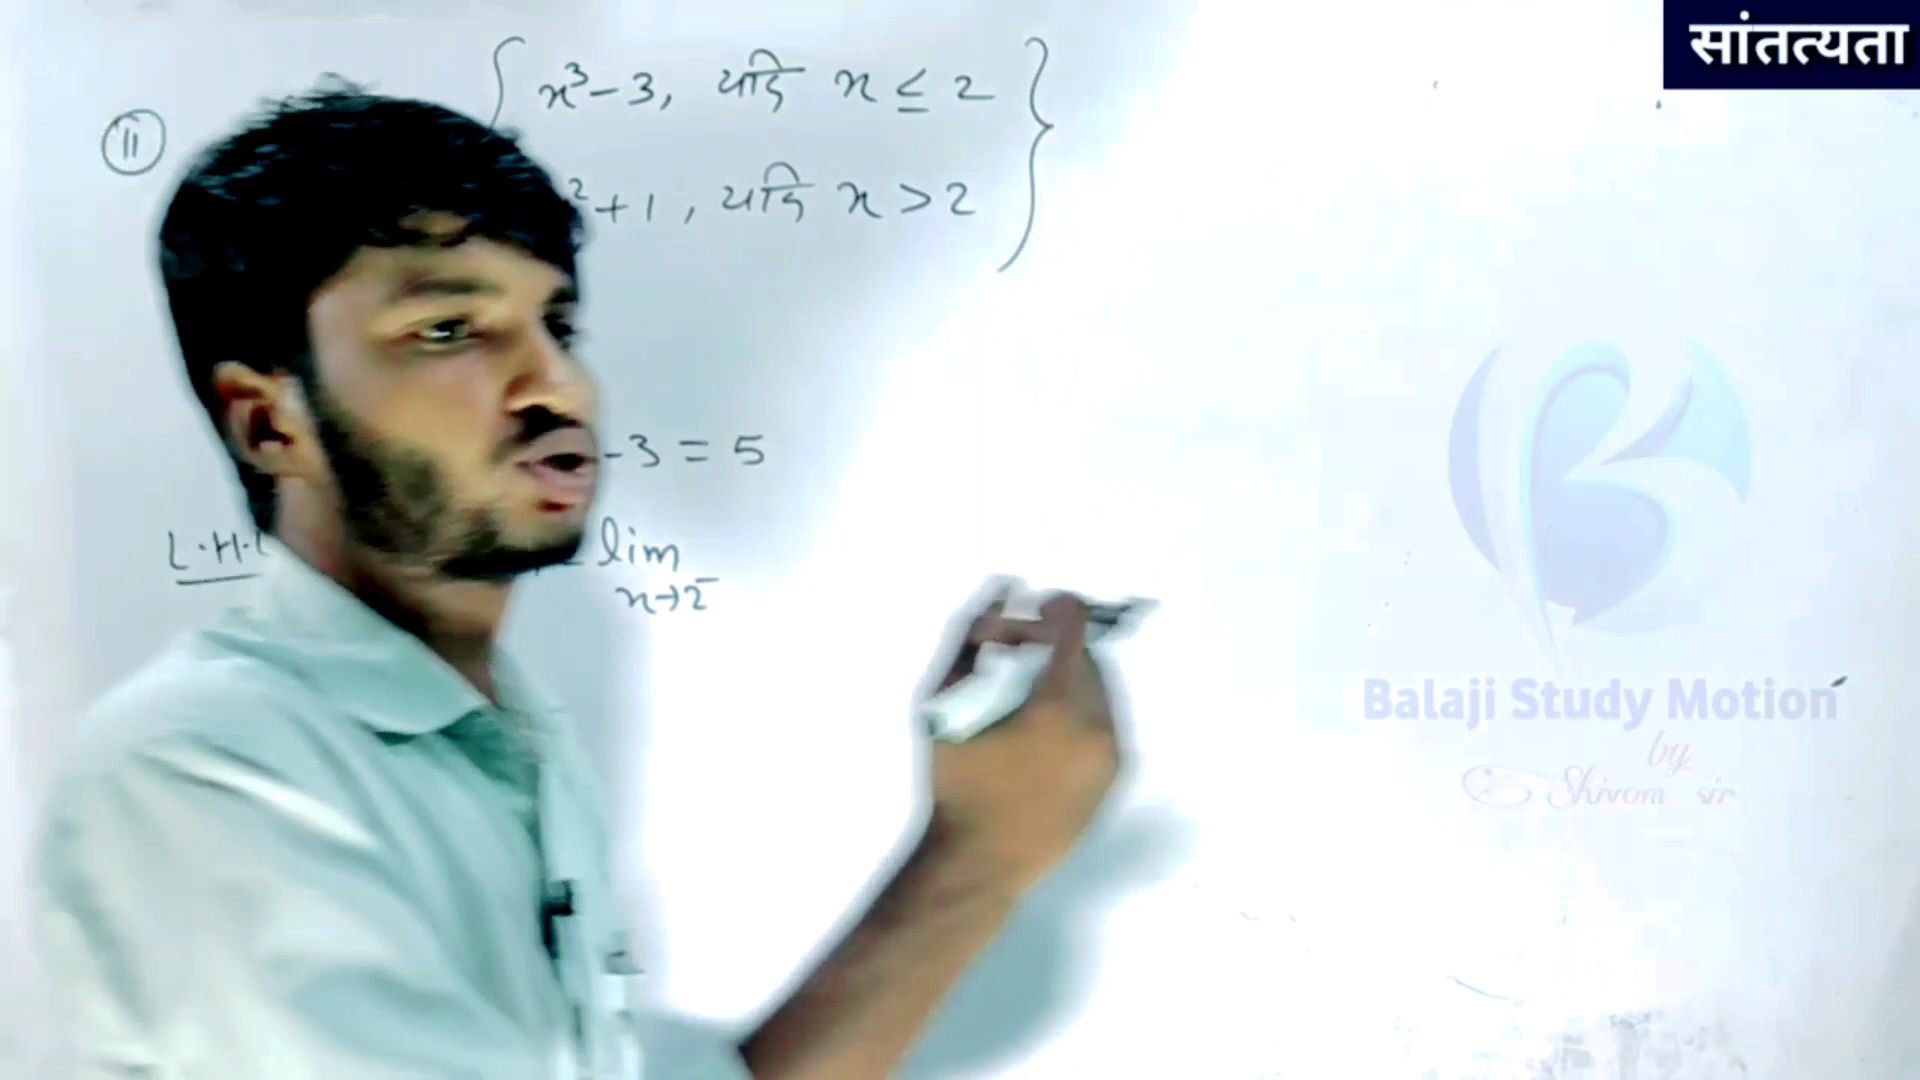 सांतत्यता
11
x³-3, यदि x ≤ 2
²+1, यदि x > 2
-3 = 5
L.H.L lim
x→2⁻
Balaji Study Motion
by
Shivam sir